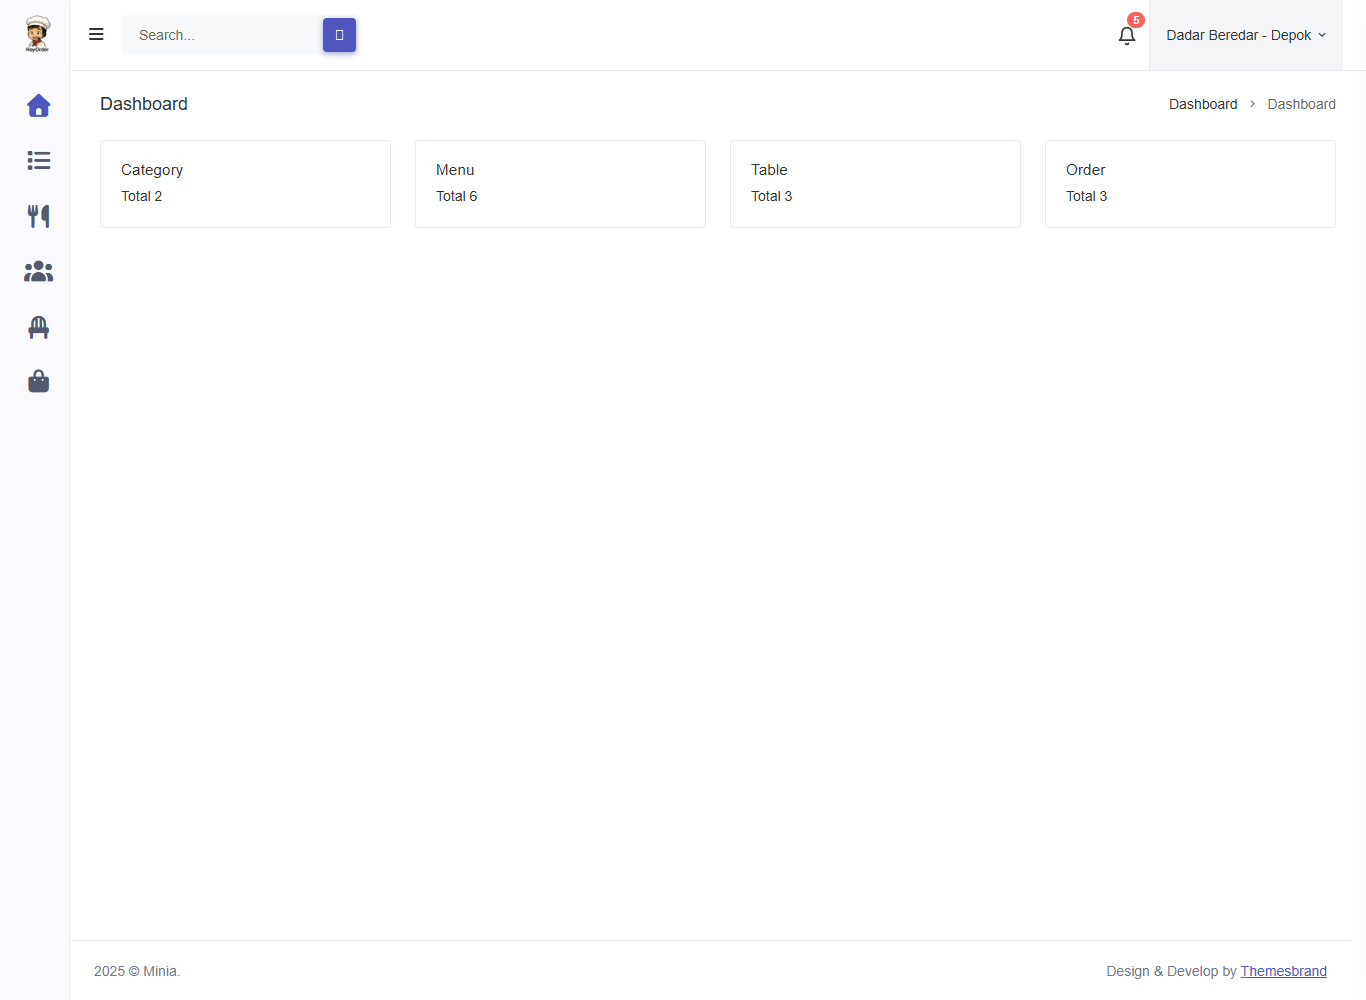 HayOrder
Search...
5
Dadar Beredar - Depok
Dashboard
Dashboard > Dashboard
Category
Total 2
Menu
Total 6
Table
Total 3
Order
Total 3
2025 © Minia.
Design & Develop by Themesbrand